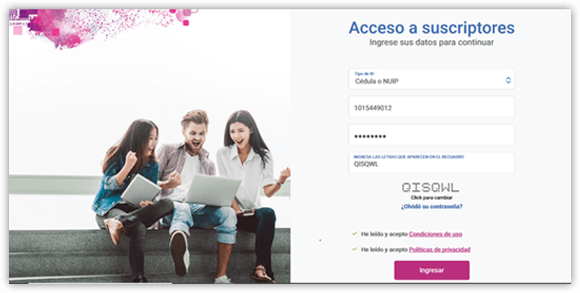 Acceso a suscriptores
Ingrese sus datos para continuar
Tipo de ID
Cédula o NUIP
1015449012
••••••••
INGRESA LAS LETRAS QUE APARECEN EN EL RECUADRO
QISQWL
QISQWL
Click para cambiar
¿Olvidó su contraseña?
He leído y acepto Condiciones de uso
He leído y acepto Políticas de privacidad
Ingresar